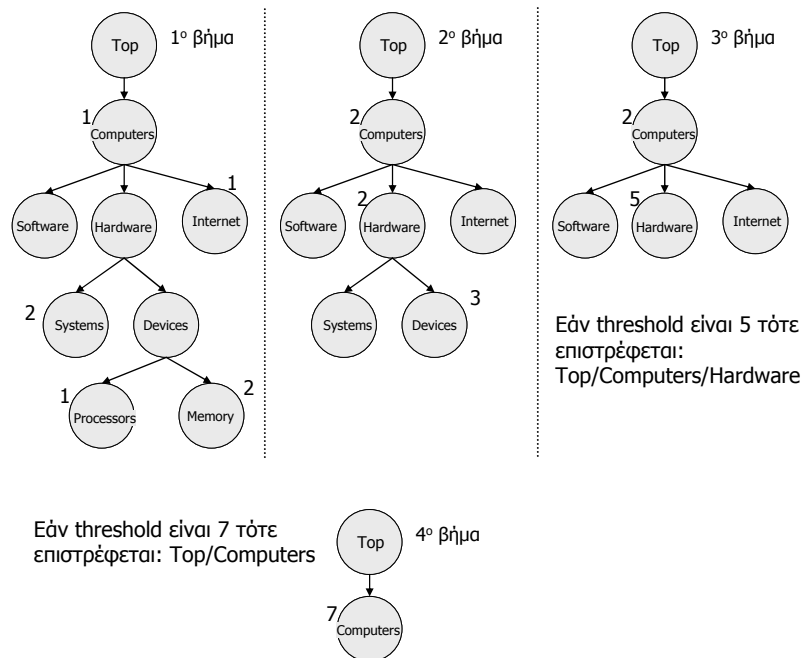 Top
1ο βήμα
1
Computers
1
Software
Hardware
Internet
2
Systems
Devices
1
Processors
2
Memory
Top
2ο βήμα
2
Computers
Software
2
Hardware
Internet
Systems
Devices
3
Top
3ο βήμα
2
Computers
Software
5
Hardware
Internet
Εάν threshold είναι 5 τότε
επιστρέφεται:
Top/Computers/Hardware
Εάν threshold είναι 7 τότε
επιστρέφεται: Top/Computers
Top
4ο βήμα
7
Computers